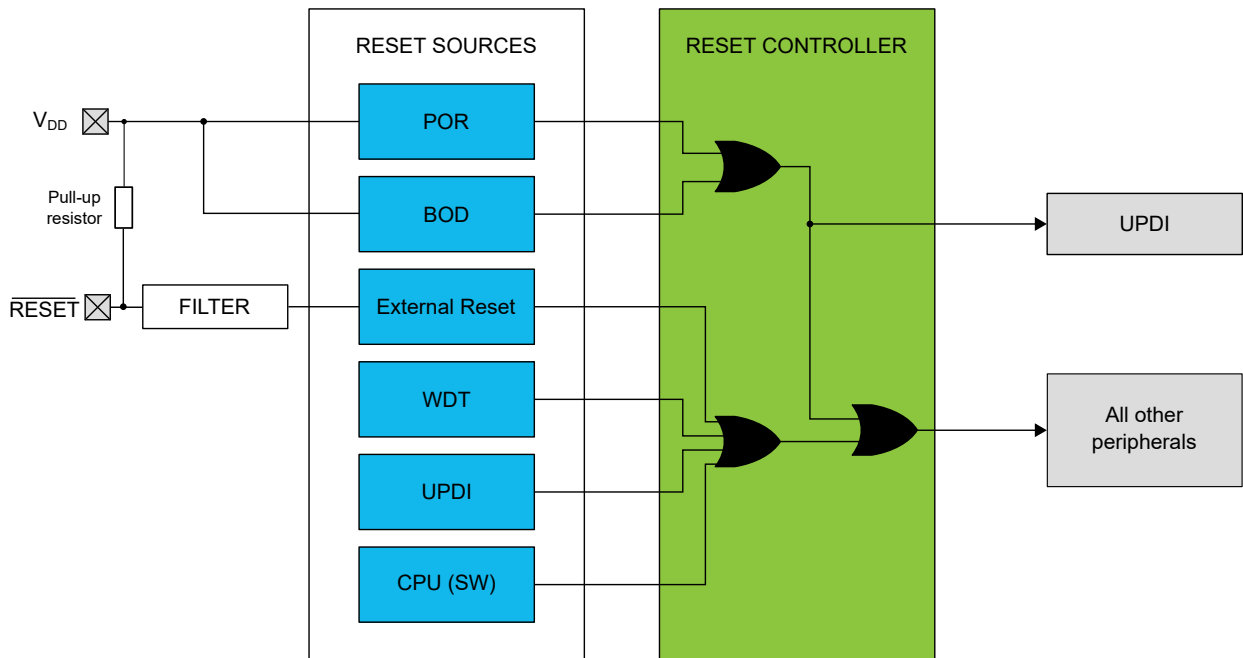 RESET SOURCES
RESET CONTROLLER
VDD
POR
Pull-up
resistor
BOD
UPDI
RESET
FILTER
External Reset
WDT
All other
peripherals
UPDI
CPU (SW)